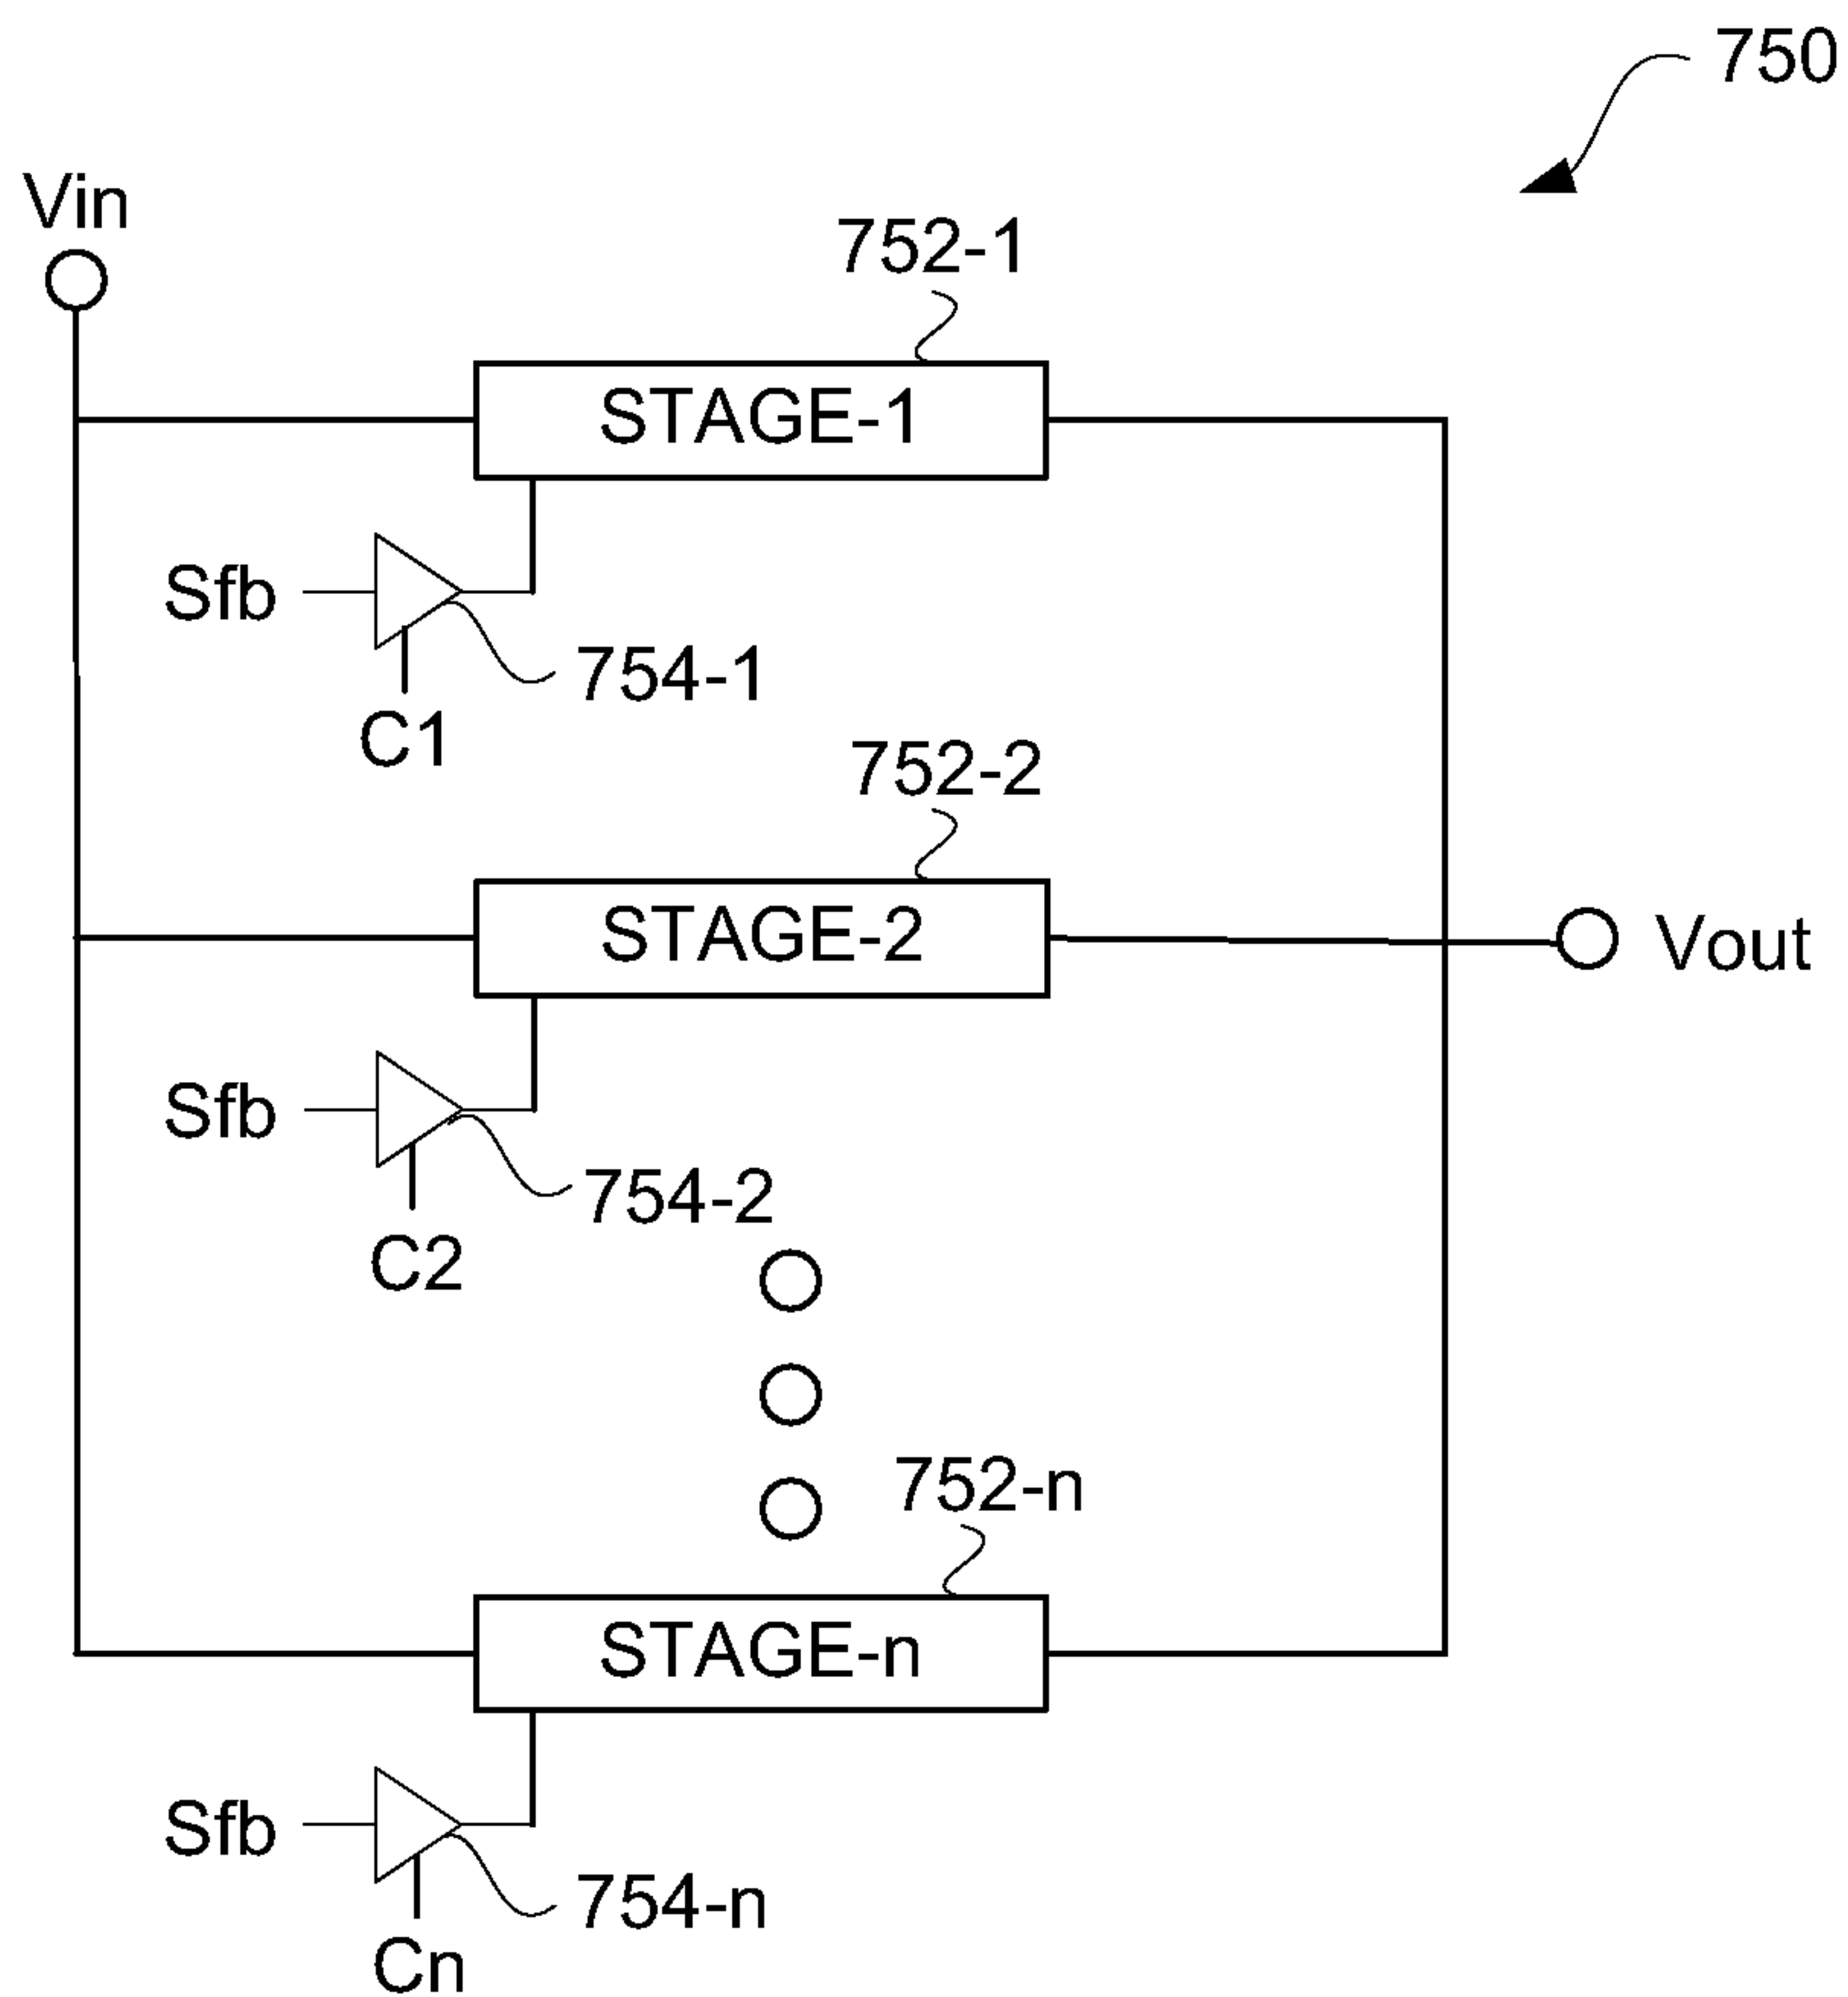 750
Vin
752-1
STAGE-1
Sfb
754-1
C1
752-2
STAGE-2
Vout
Sfb
754-2
C2
752-n
STAGE-n
Sfb
754-n
Cn